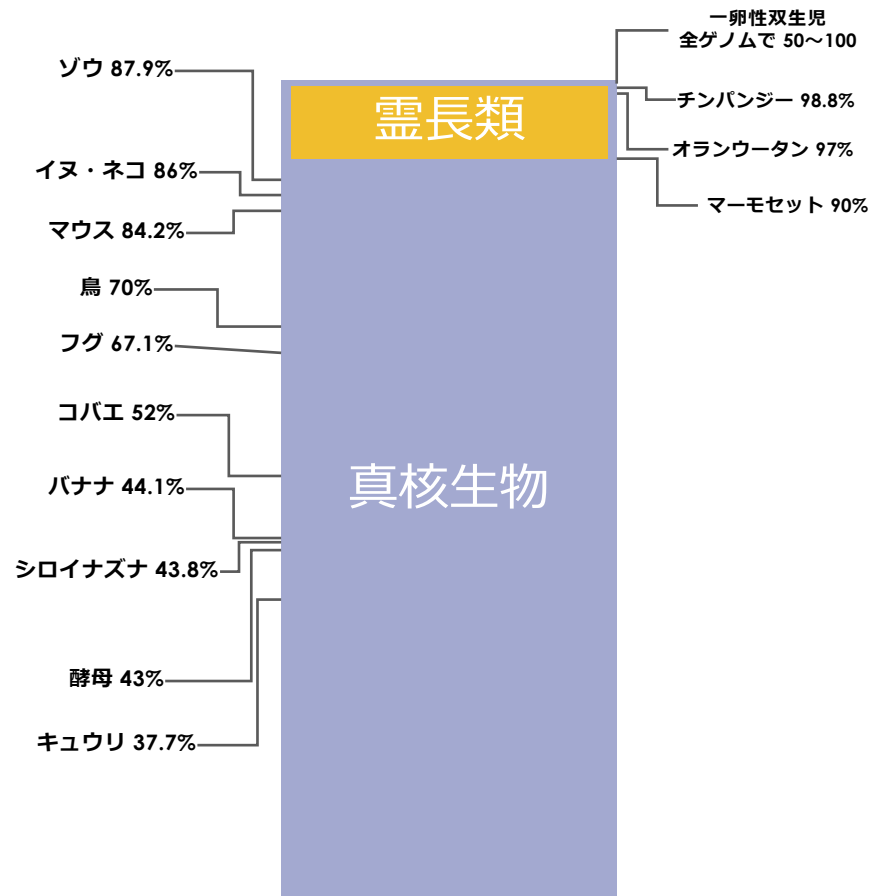 一卵性双生児
全ゲノムで 50〜100
ゾウ 87.9%
霊長類
チンパンジー 98.8%
オランウータン 97%
イヌ・ネコ 86%
マーモセット 90%
マウス 84.2%
鳥 70%
フグ 67.1%
コバエ 52%
バナナ 44.1%
真核生物
シロイナズナ 43.8%
酵母 43%
キュウリ 37.7%